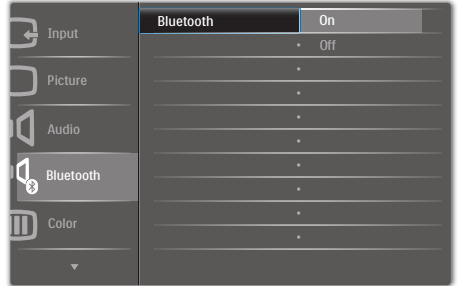 Input
Picture
Audio
Bluetooth
Color
Bluetooth On
Off